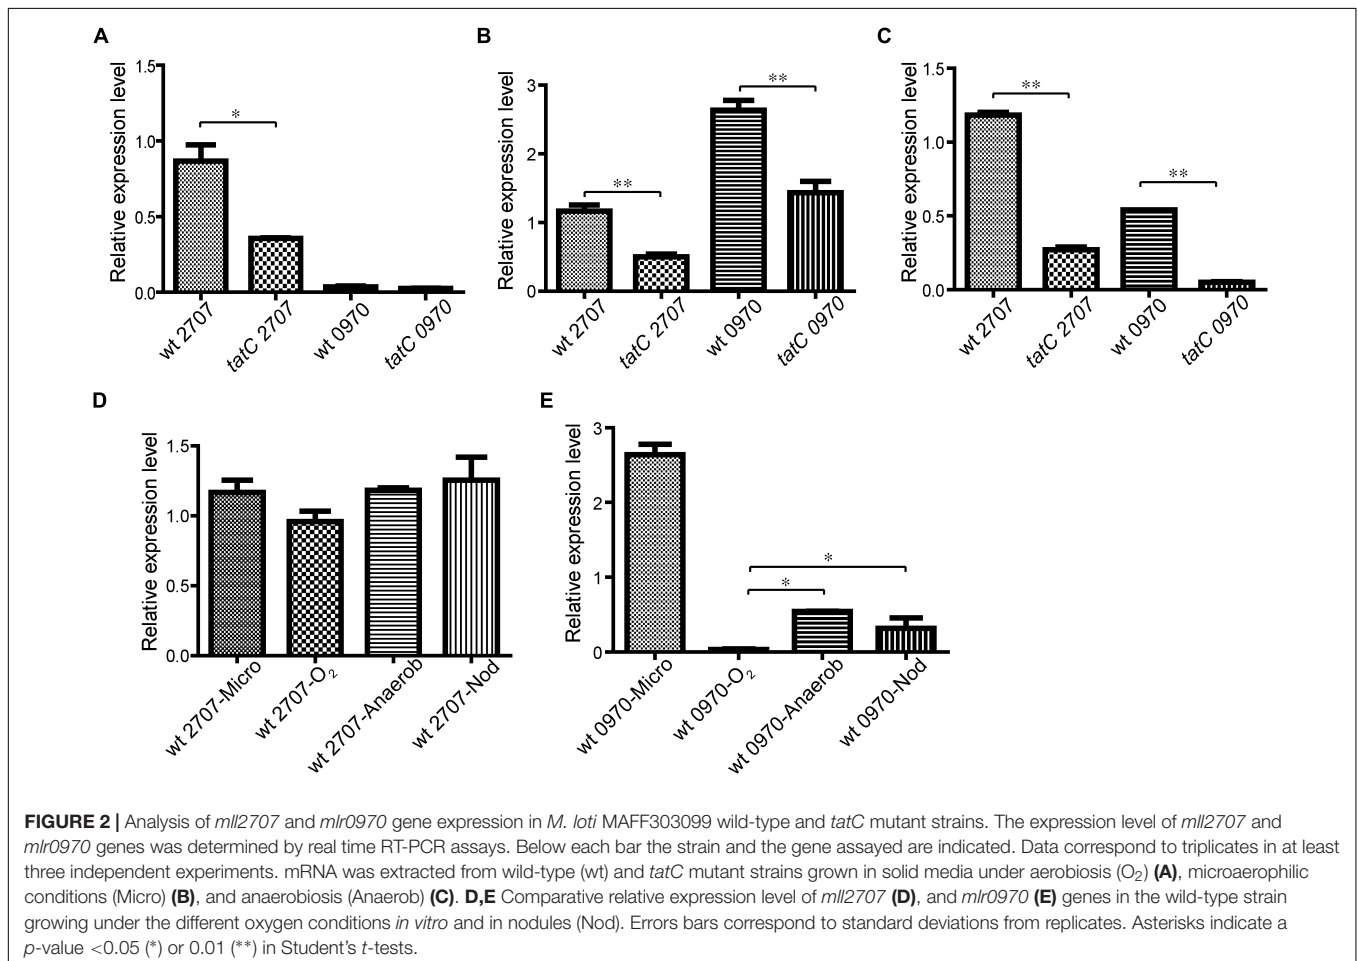 A
Relative expression level
1.5
1.0
0.5
0.0
*
wt 2707
tatC 2707
wt 0970
tatC 0970
B
Relative expression level
3
2
1
0
**
**
wt 2707
tatC 2707
wt 0970
tatC 0970
C
Relative expression level
1.5
1.0
0.5
0.0
**
**
wt 2707
tatC 2707
wt 0970
tatC 0970
D
Relative expression level
1.5
1.0
0.5
0.0
wt 2707-Micro
wt 2707-O₂
wt 2707-Anaerob
wt 2707-Nod
E
Relative expression level
3
2
1
0
*
*
wt 0970-Micro
wt 0970-O₂
wt 0970-Anaerob
wt 0970-Nod
FIGURE 2 | Analysis of mll2707 and mlr0970 gene expression in M. loti MAFF303099 wild-type and tatC mutant strains. The expression level of mll2707 and
mlr0970 genes was determined by real time RT-PCR assays. Below each bar the strain and the gene assayed are indicated. Data correspond to triplicates in at least
three independent experiments. mRNA was extracted from wild-type (wt) and tatC mutant strains grown in solid media under aerobiosis (O₂) (A), microaerophilic
conditions (Micro) (B), and anaerobiosis (Anaerob) (C). D,E Comparative relative expression level of mll2707 (D), and mlr0970 (E) genes in the wild-type strain
growing under the different oxygen conditions in vitro and in nodules (Nod). Errors bars correspond to standard deviations from replicates. Asterisks indicate a
p-value <0.05 (*) or 0.01 (**) in Student's t-tests.